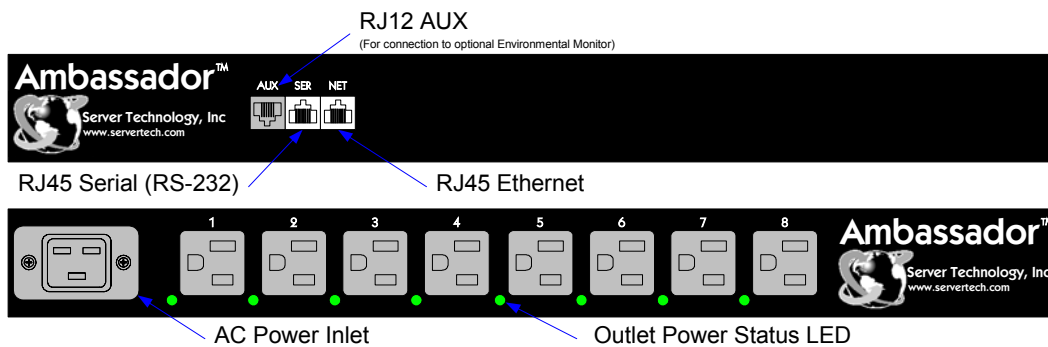 RJ12 AUX
(For connection to optional Environmental Monitor)
Ambassador™
AUX SER NET
Server Technology, Inc
www.servertech.com
RJ45 Serial (RS-232)
RJ45 Ethernet
1 2 3 4 5 6 7 8
Ambassador™
Server Technology, Inc
www.servertech.com
AC Power Inlet
Outlet Power Status LED